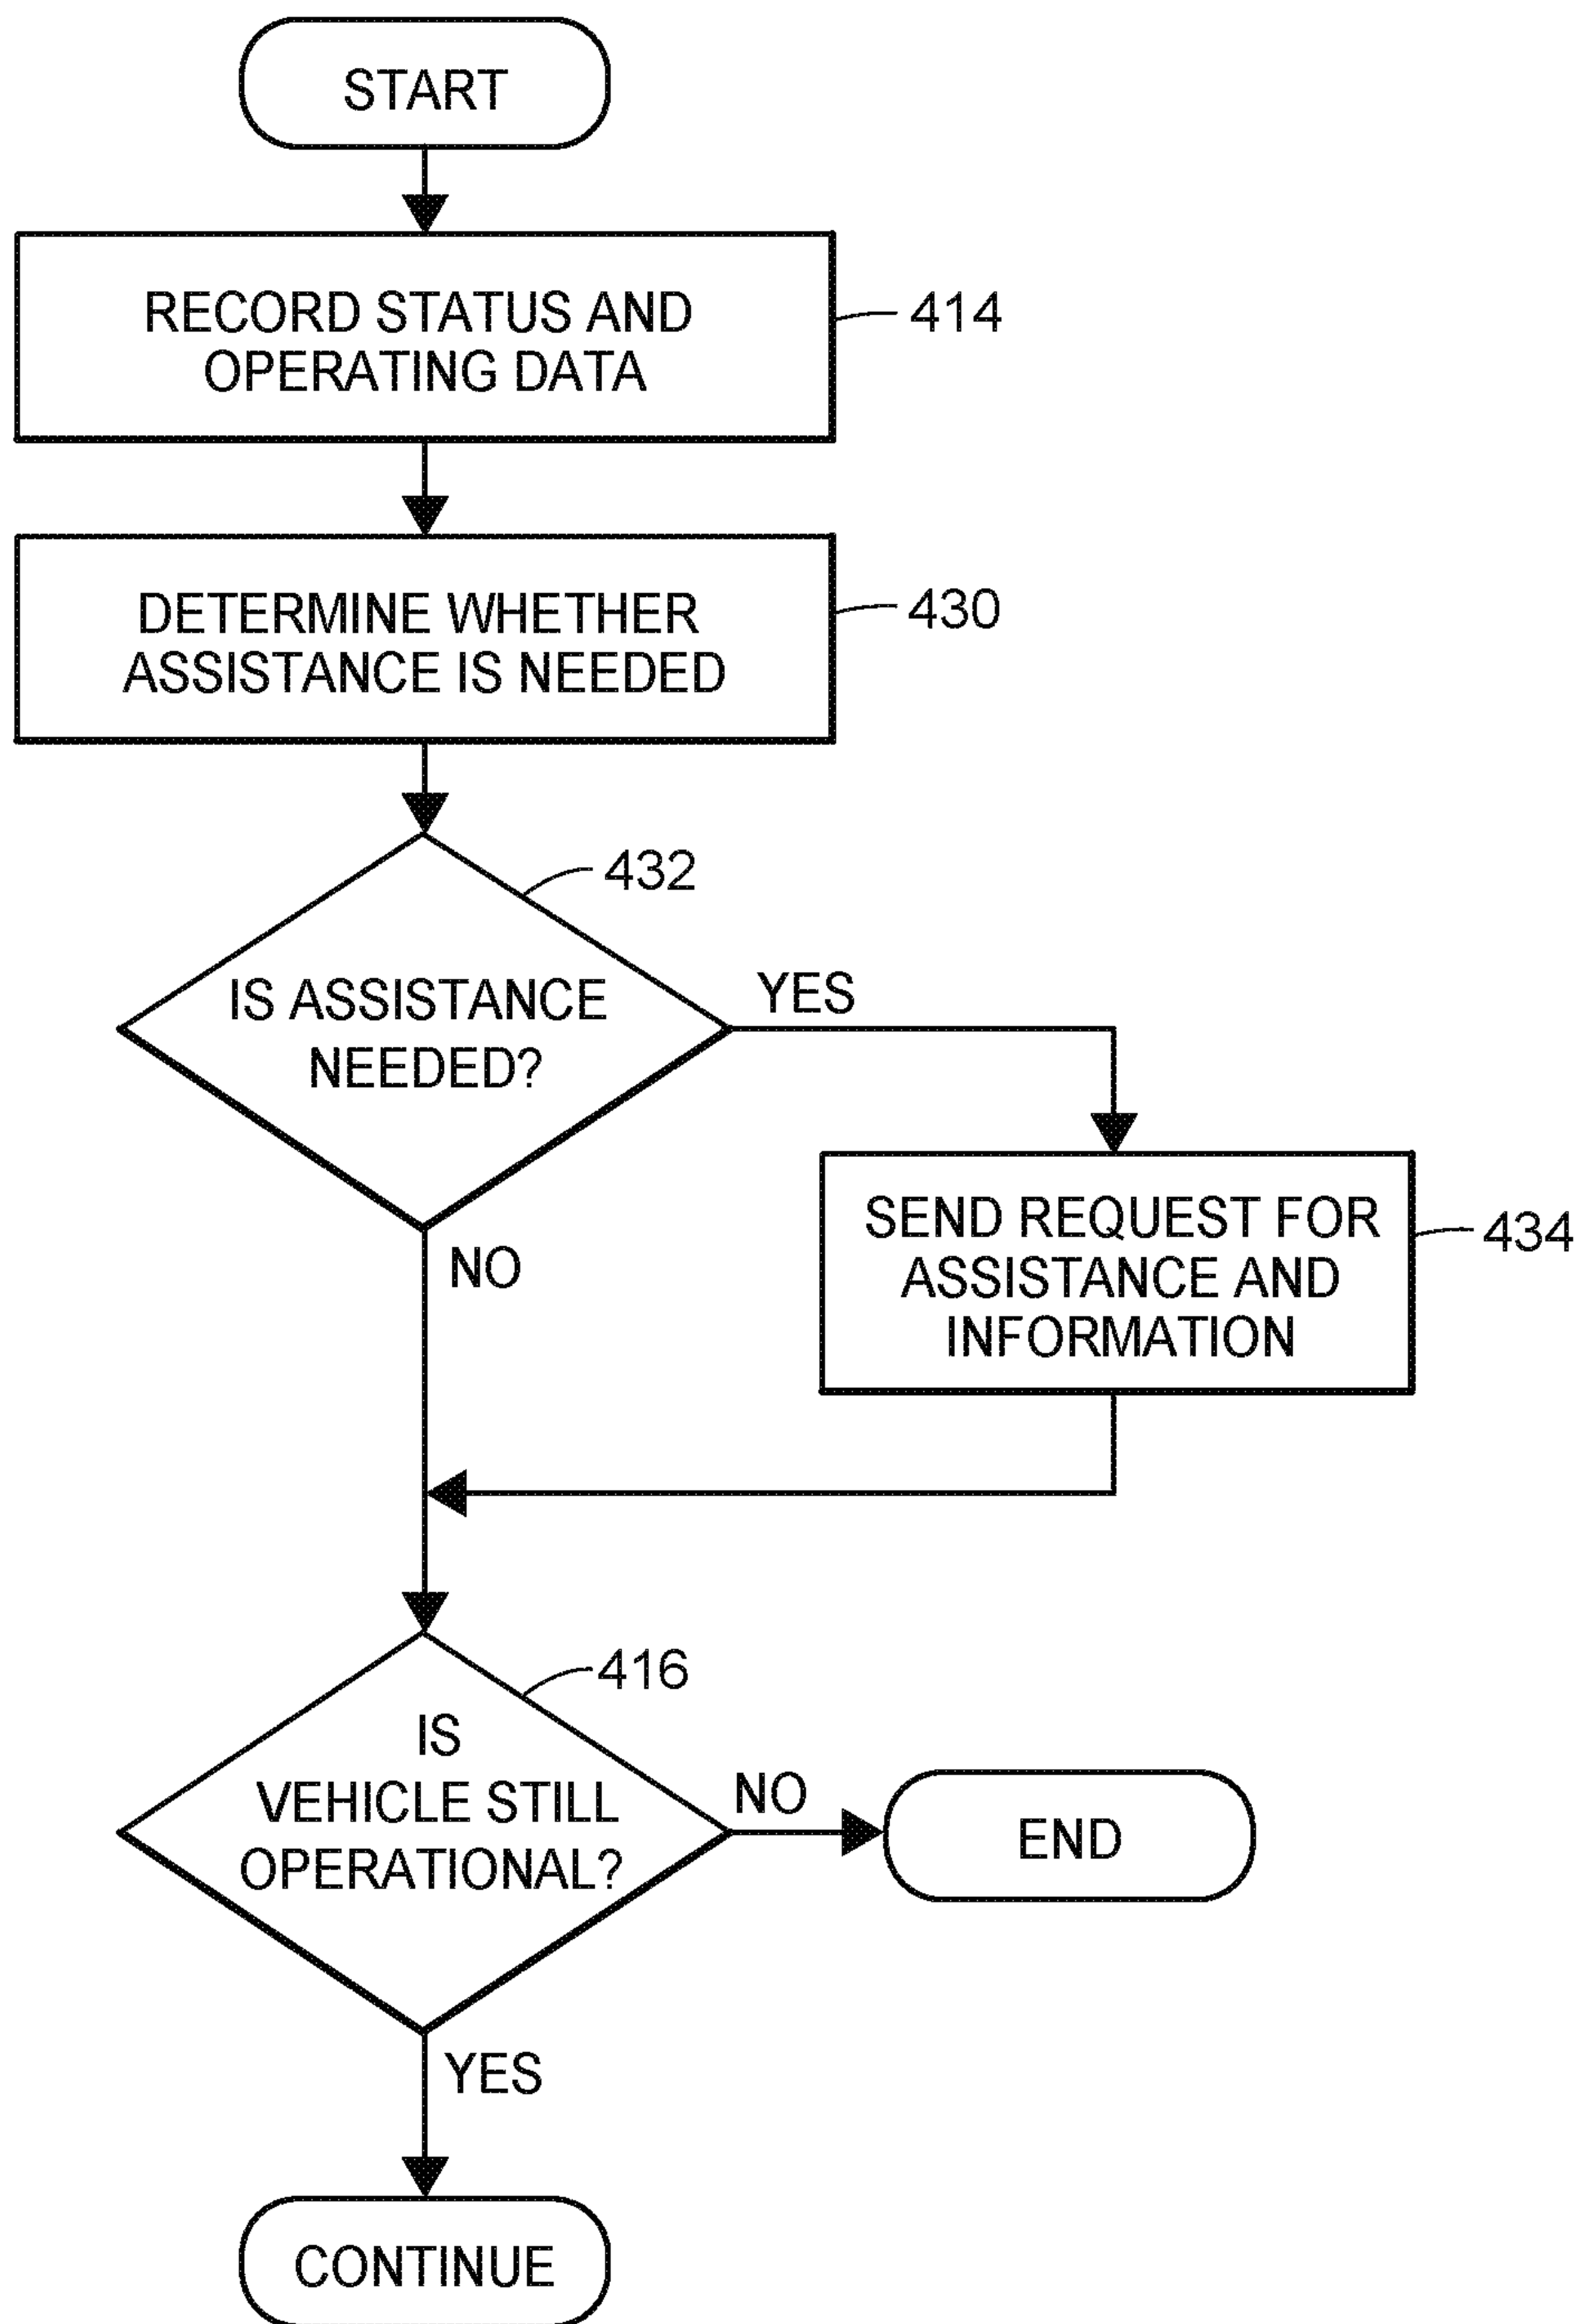 START
RECORD STATUS AND
OPERATING DATA
414
DETERMINE WHETHER
ASSISTANCE IS NEEDED
430
432
IS ASSISTANCE
NEEDED?
YES
NO
SEND REQUEST FOR
ASSISTANCE AND
INFORMATION
434
416
IS
VEHICLE STILL
OPERATIONAL?
NO
END
YES
CONTINUE